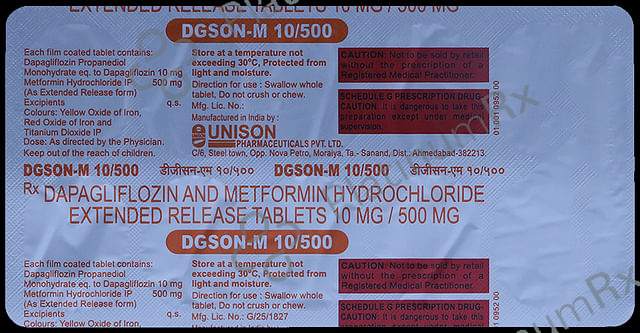 EXTENDED RELEASE TABLETS 10 MG / 500 MG
DGSON-M 10/500
Each film coated tablet contains:
Dapagliflozin Propanediol
Monohydrate eq. to Dapagliflozin 10 mg
Metformin Hydrochloride IP 500 mg
(As Extended Release form)
Excipients q.s.
Colours: Yellow Oxide of Iron,
Red Oxide of Iron and
Titanium Dioxide IP
Dose: As directed by the Physician.
Keep out of the reach of children.
Store at a temperature not
exceeding 30°C, Protected from
light and moisture.
Direction for use : Swallow whole
tablet, Do not crush or chew.
Mfg. Lic. No.:
Manufactured in India by :
UNISON
PHARMACEUTICALS PVT. LTD.
C/6, Steel town, Opp. Nova Petro, Moraiya, Ta.- Sanand, Dist.: Ahmedabad-382213.
CAUTION: Not to be sold by retail
without the prescription of a
Registered Medical Practitioner.
SCHEDULE G PRESCRIPTION DRUG-
CAUTION: It is dangerous to take this
preparation except under medical
supervision.
01 001 0953 00
DGSON-M 10/500 डीजीसन-एम १०/५०० DGSON-M 10/500 डीजीसन-एम १०/५००
Rx DAPAGLIFLOZIN AND METFORMIN HYDROCHLORIDE
EXTENDED RELEASE TABLETS 10 MG / 500 MG
DGSON-M 10/500
Each film coated tablet contains:
Dapagliflozin Propanediol
Monohydrate eq. to Dapagliflozin 10 mg
Metformin Hydrochloride IP 500 mg
(As Extended Release form)
Excipients q.s.
Colours: Yellow Oxide of Iron,
Store at a temperature not
exceeding 30°C, Protected from
light and moisture.
Direction for use : Swallow whole
tablet, Do not crush or chew.
Mfg. Lic. No.: G/25/1827
CAUTION: Not to be sold by retail
without the prescription of a
Registered Medical Practitioner.
SCHEDULE G PRESCRIPTION DRUG-
CAUTION: It is dangerous to take this
PlatinumRx